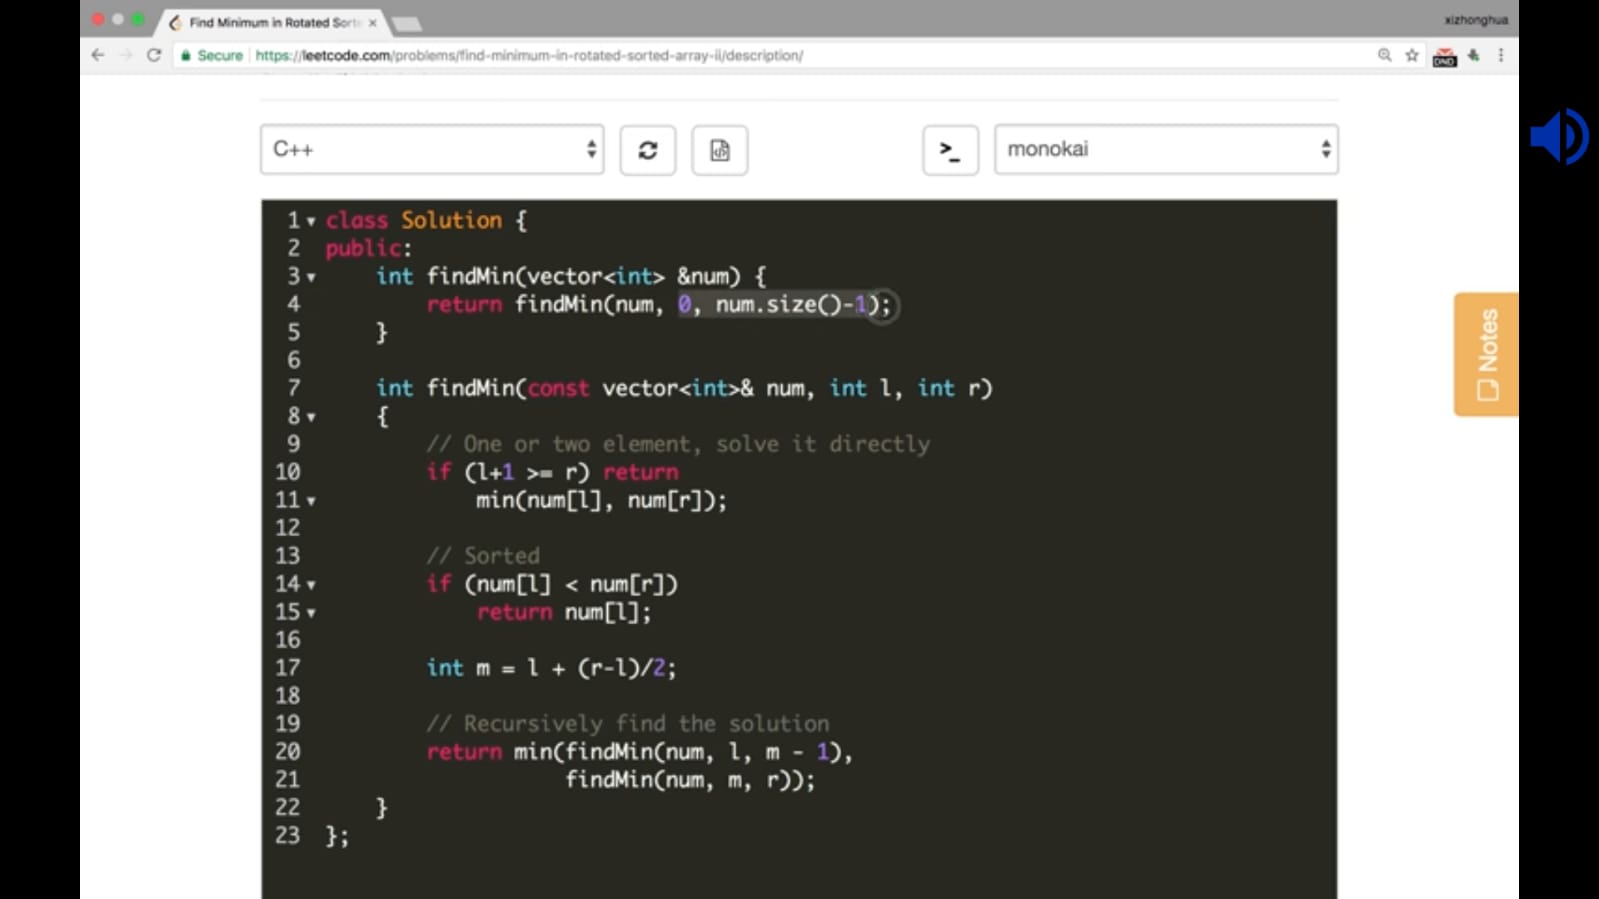 Find Minimum in Rotated Sorte
xizhonghua
Secure https://leetcode.com/problems/find-minimum-in-rotated-sorted-array-ii/description/
DND
C++
>_
monokai
1 class Solution {
2 public:
3 int findMin(vector<int> &num) {
4 return findMin(num, 0, num.size()-1);
5 }
6
7 int findMin(const vector<int>& num, int l, int r)
8 {
9 // One or two element, solve it directly
10 if (l+1 >= r) return
11 min(num[l], num[r]);
12
13 // Sorted
14 if (num[l] < num[r])
15 return num[l];
16
17 int m = l + (r-l)/2;
18
19 // Recursively find the solution
20 return min(findMin(num, l, m - 1),
21 findMin(num, m, r));
22 }
23 };
Notes